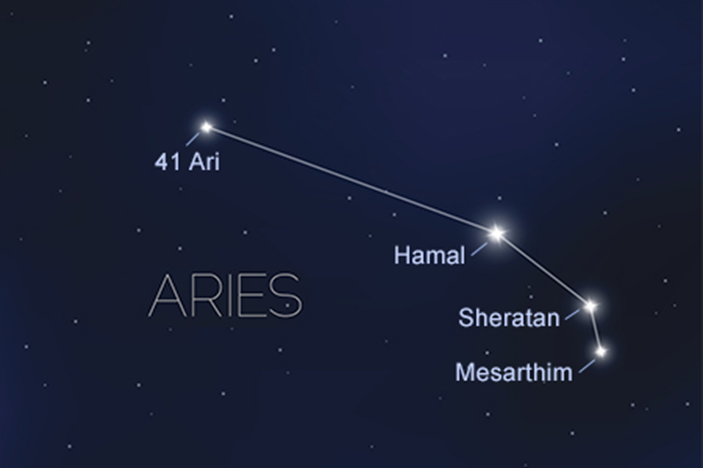 41 Ari
Hamal
ARIES
Sheratan
Mesarthim